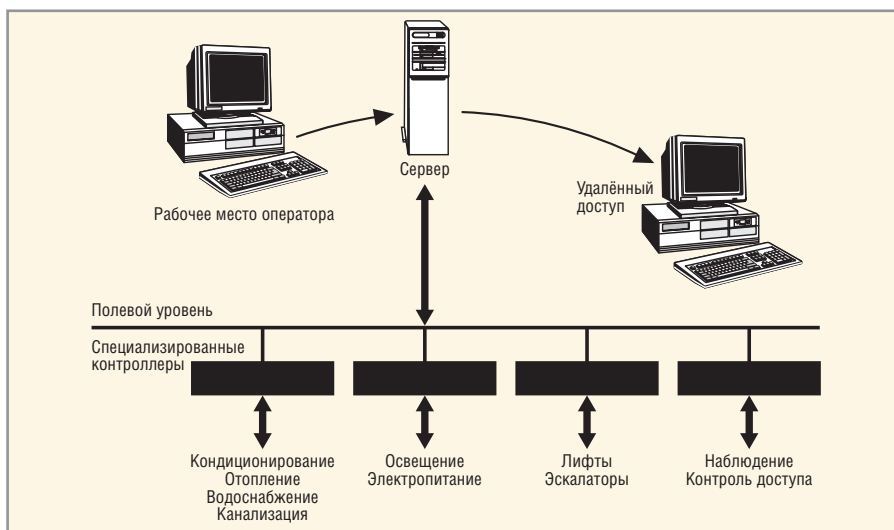 Сервер
Рабочее место оператора
Удалённый
доступ
Полевой уровень
Специализированные
контроллеры
Кондиционирование
Отопление
Водоснабжение
Канализация
Освещение
Электропитание
Лифты
Эскалаторы
Наблюдение
Контроль доступа